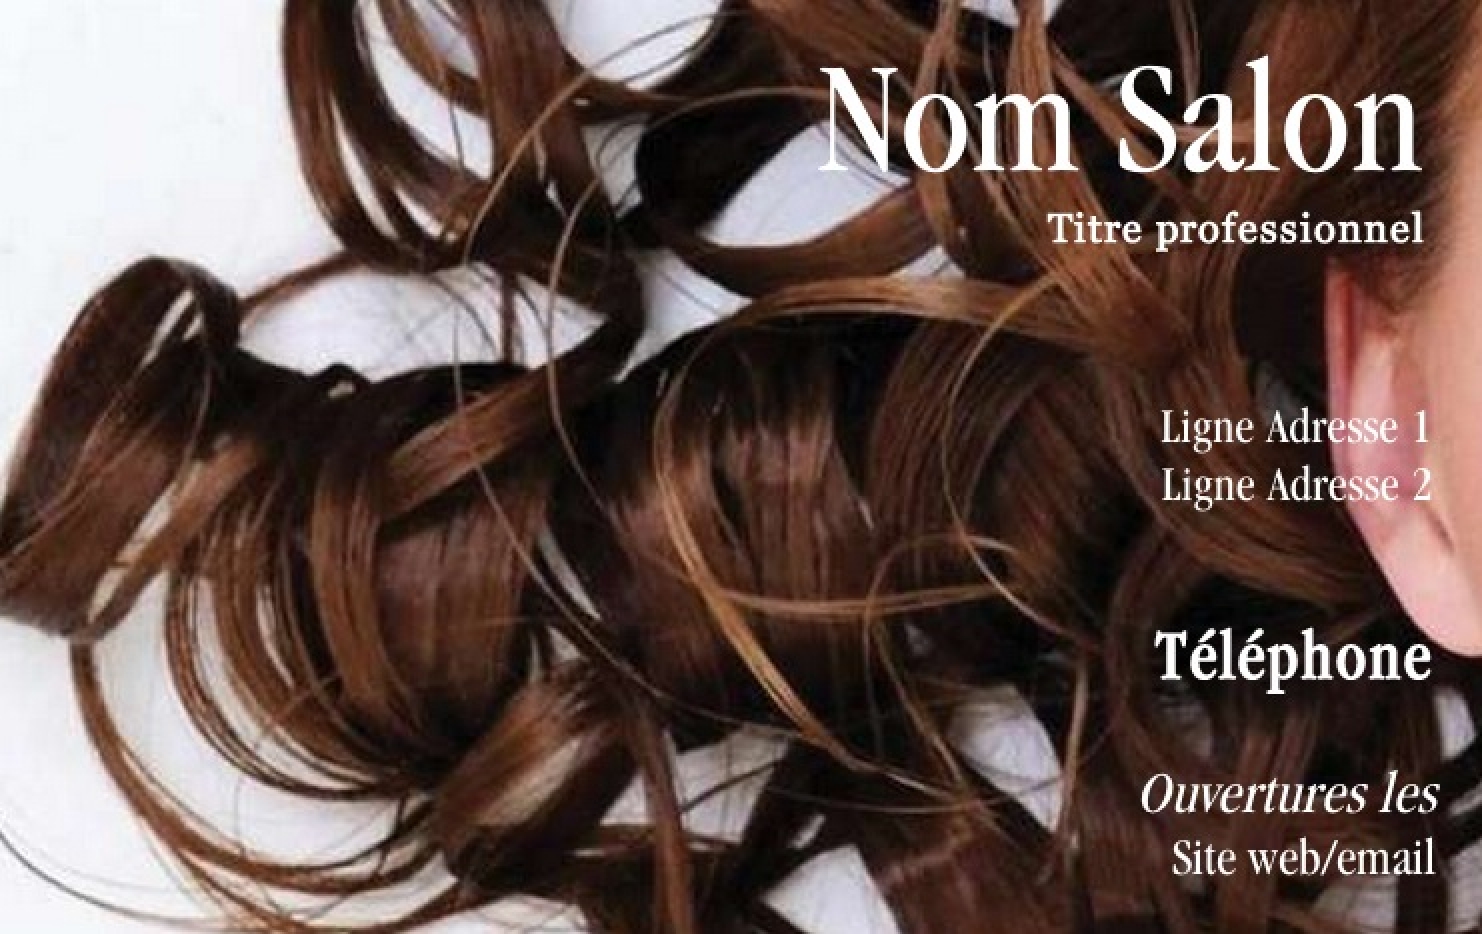 Nom Salon
Titre professionnel
Ligne Adresse 1
Ligne Adresse 2
Téléphone
Ouvertures les
Site web/email